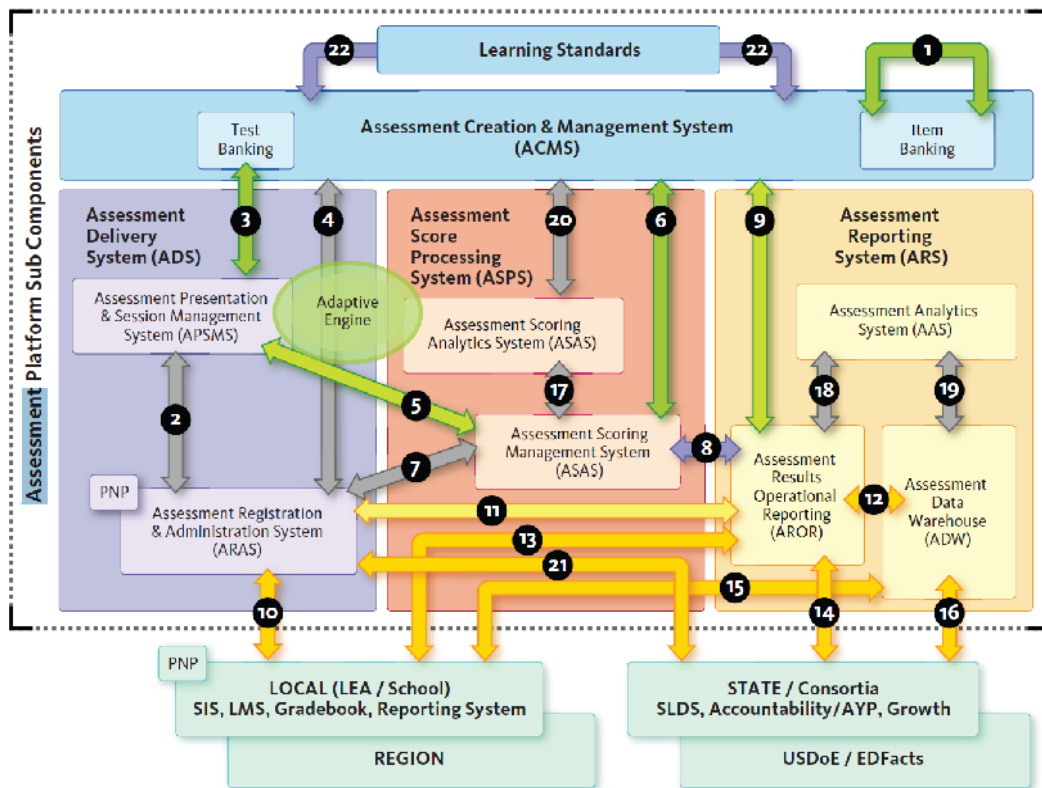 Assessment Platform Sub Components
22
Learning Standards
22
1
Test
Banking
Assessment Creation & Management System
(ACMS)
Item
Banking
3
4
20
6
9
Assessment
Delivery
System (ADS)
Assessment
Score
Processing
System (ASPS)
Assessment
Reporting
System (ARS)
Assessment Presentation
& Session Management
System (APSMS)
Adaptive
Engine
Assessment Scoring
Analytics System (ASAS)
Assessment Analytics
System (AAS)
2
5
17
18
19
Assessment Scoring
Management System
(ASAS)
7
8
PNP
Assessment Registration
& Administration System
(ARAS)
Assessment
Results
Operational
Reporting
(AROR)
12
Assessment
Data
Warehouse
(ADW)
11
13
21
15
10
14
16
PNP
LOCAL (LEA / School)
SIS, LMS, Gradebook, Reporting System
REGION
STATE / Consortia
SLDS, Accountability/AYP, Growth
USDoE / EDFacts